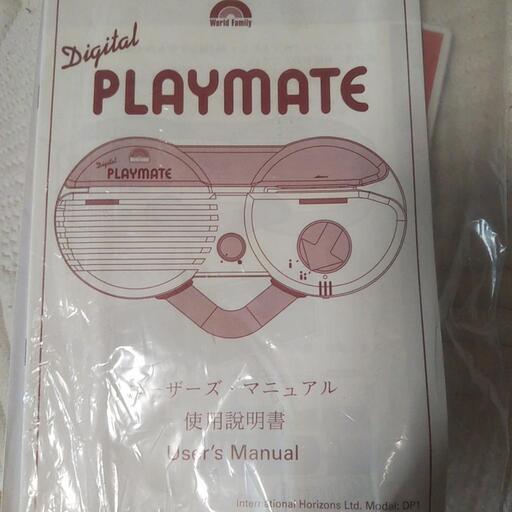 World Family
Digital
PLAYMATE
Digital
PLAYMATE
ユーザーズ・マニュアル
使用說明書
User's Manual
International Horizons Ltd. Model: DP1